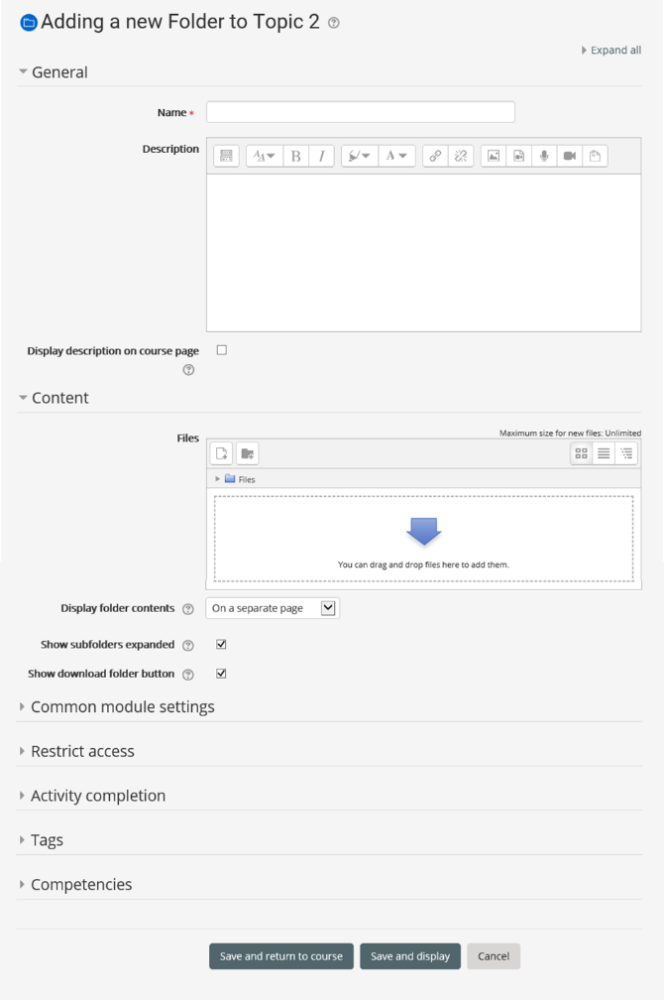 Adding a new Folder to Topic 2
Expand all
General
Name
Description
B I
A
Display description on course page
Content
Maximum size for new files: Unlimited
Files
Files
You can drag and drop files here to add them.
Display folder contents
On a separate page
Show subfolders expanded
Show download folder button
Common module settings
Restrict access
Activity completion
Tags
Competencies
Save and return to course
Save and display
Cancel